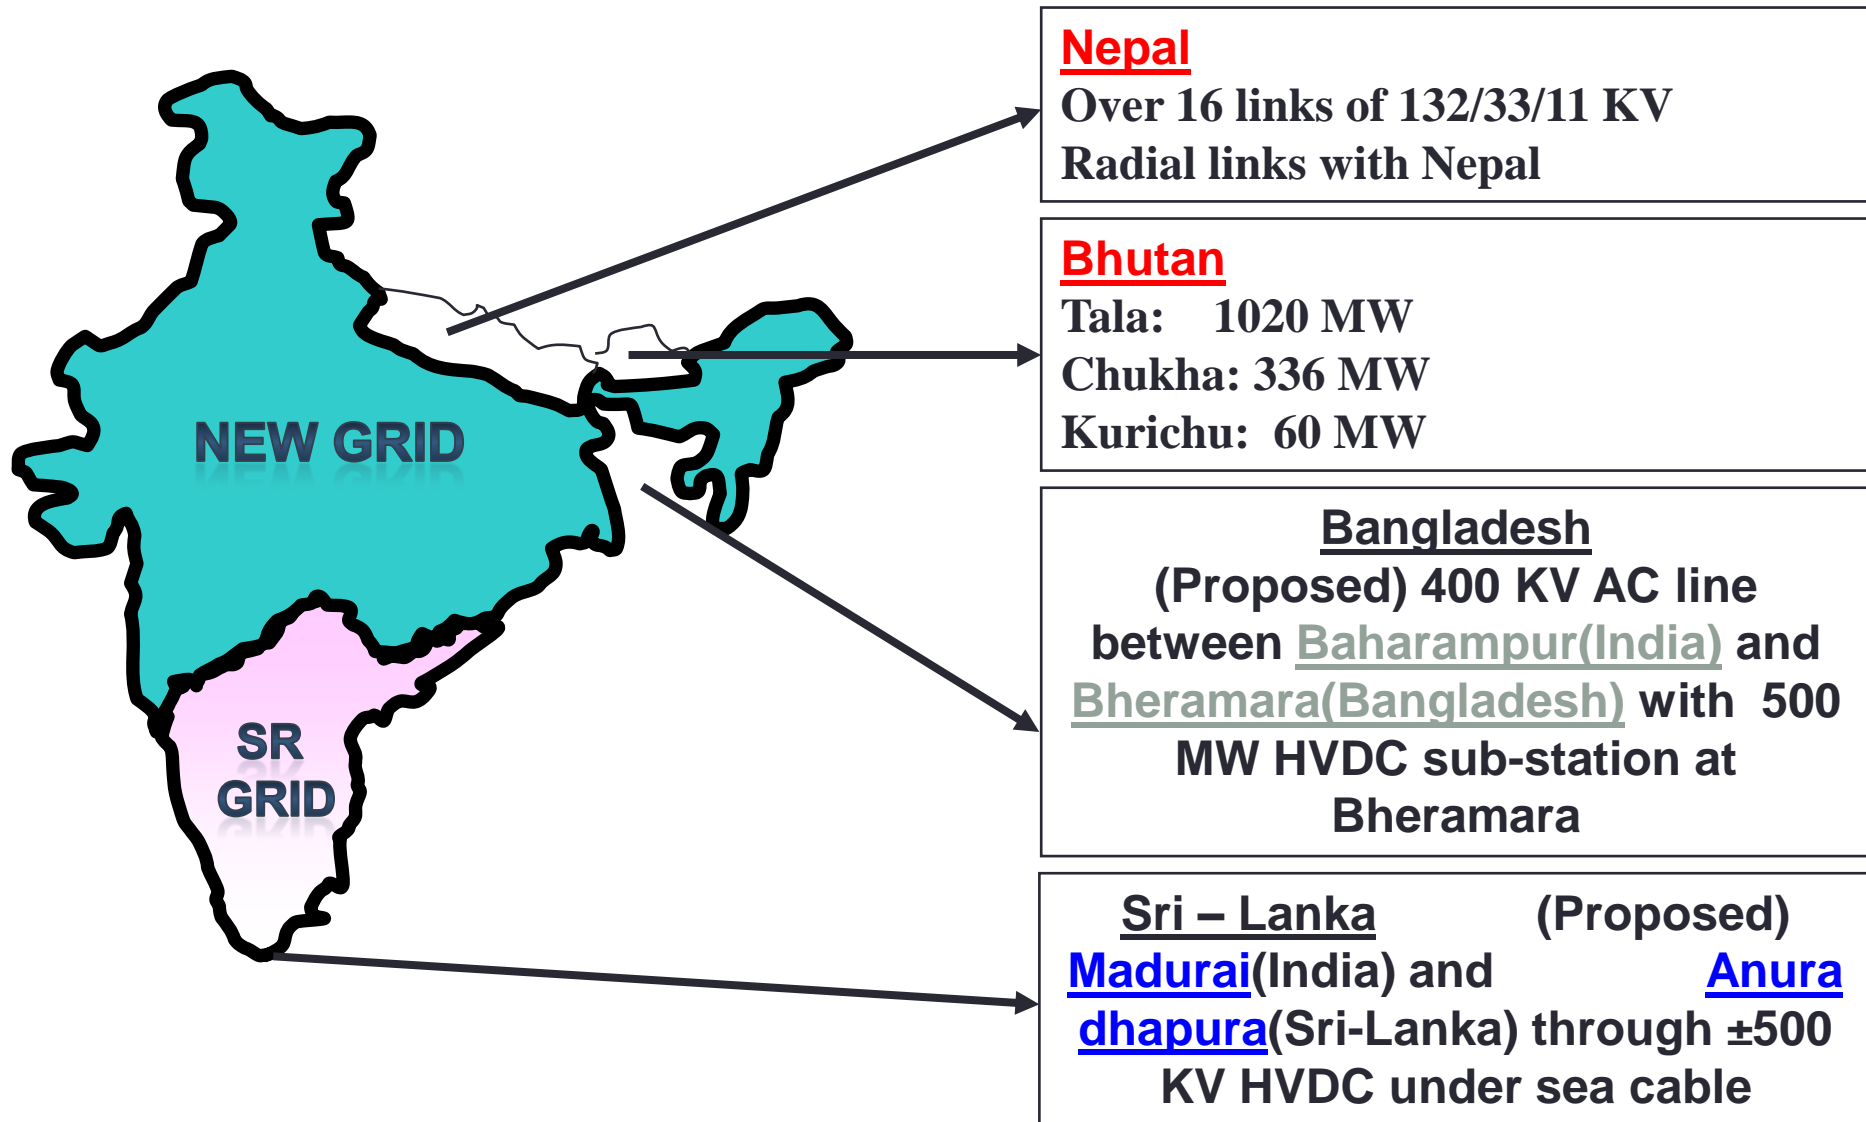 NEW GRID
SR
GRID
Nepal
Over 16 links of 132/33/11 KV
Radial links with Nepal
Bhutan
Tala: 1020 MW
Chukha: 336 MW
Kurichu: 60 MW
Bangladesh
(Proposed) 400 KV AC line
between Baharampur(India) and
Bheramara(Bangladesh) with 500
MW HVDC sub-station at
Bheramara
Sri – Lanka (Proposed)
Madurai(India) and Anura
dhapura(Sri-Lanka) through ±500
KV HVDC under sea cable